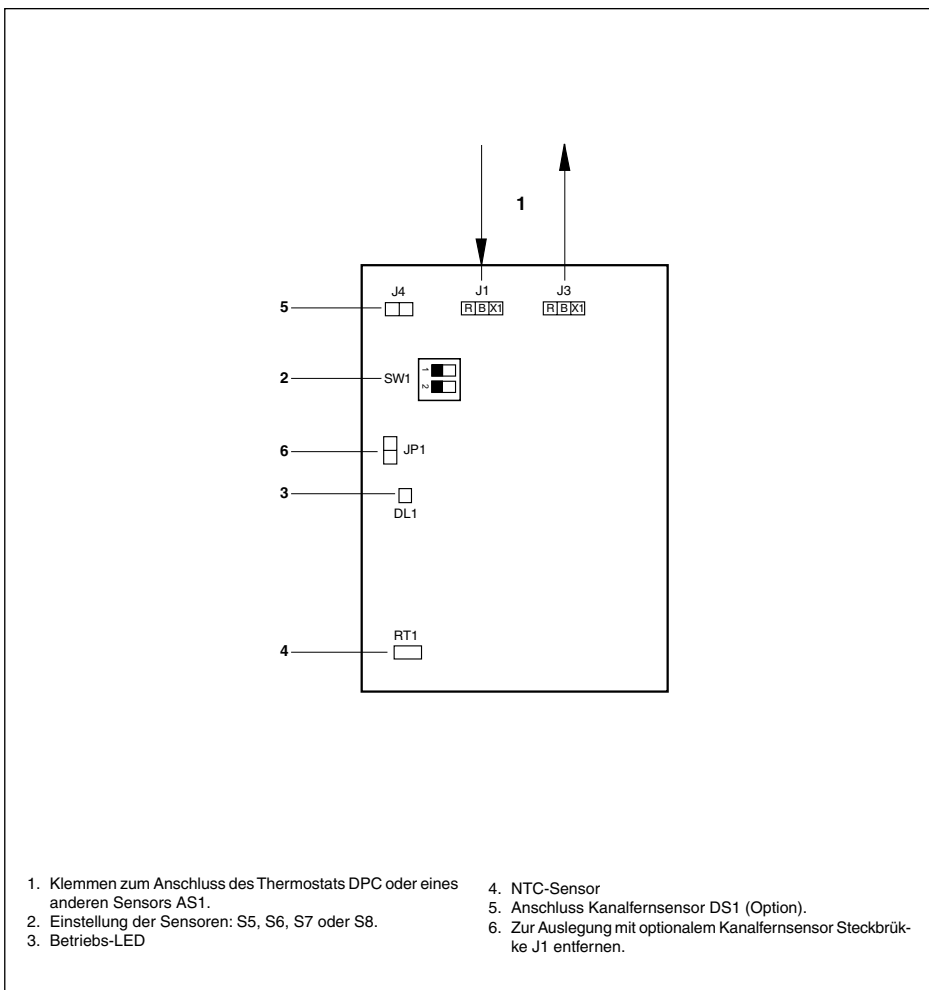 1
J4 J1 J3
5 R B X1 R B X1
2 SW1 1
2
6 JP1
3
DL1
RT1
4
1. Klemmen zum Anschluss des Thermostats DPC oder eines
anderen Sensors AS1.
2. Einstellung der Sensoren: S5, S6, S7 oder S8.
3. Betriebs-LED
4. NTC-Sensor
5. Anschluss Kanalfernsensor DS1 (Option).
6. Zur Auslegung mit optionalem Kanalfernsensor Steckbrük-
ke J1 entfernen.